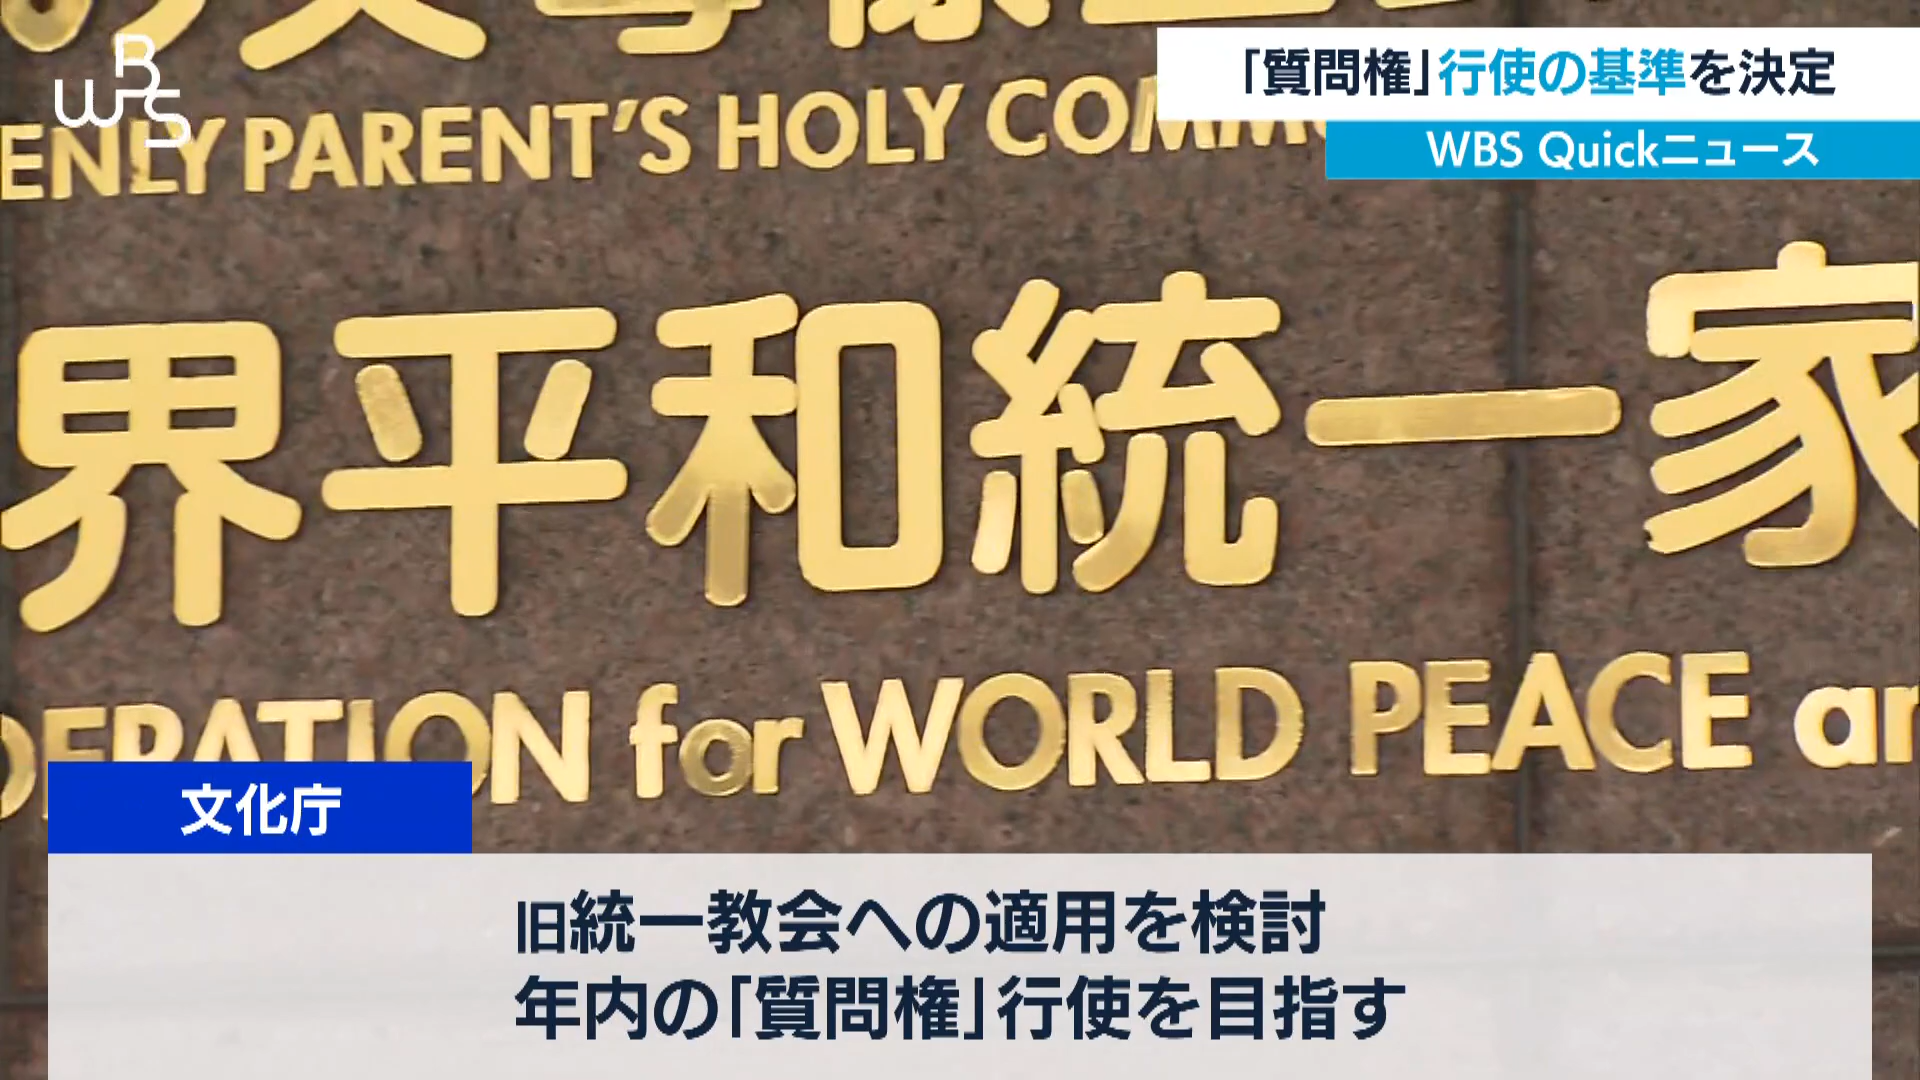 WBS
「質問権」行使の基準を決定
WBS Quickニュース
ENLY PARENT'S HOLY COMM
界平和統一家
DERATION for WORLD PEACE an
文化庁
旧統一教会への適用を検討
年内の「質問権」行使を目指す